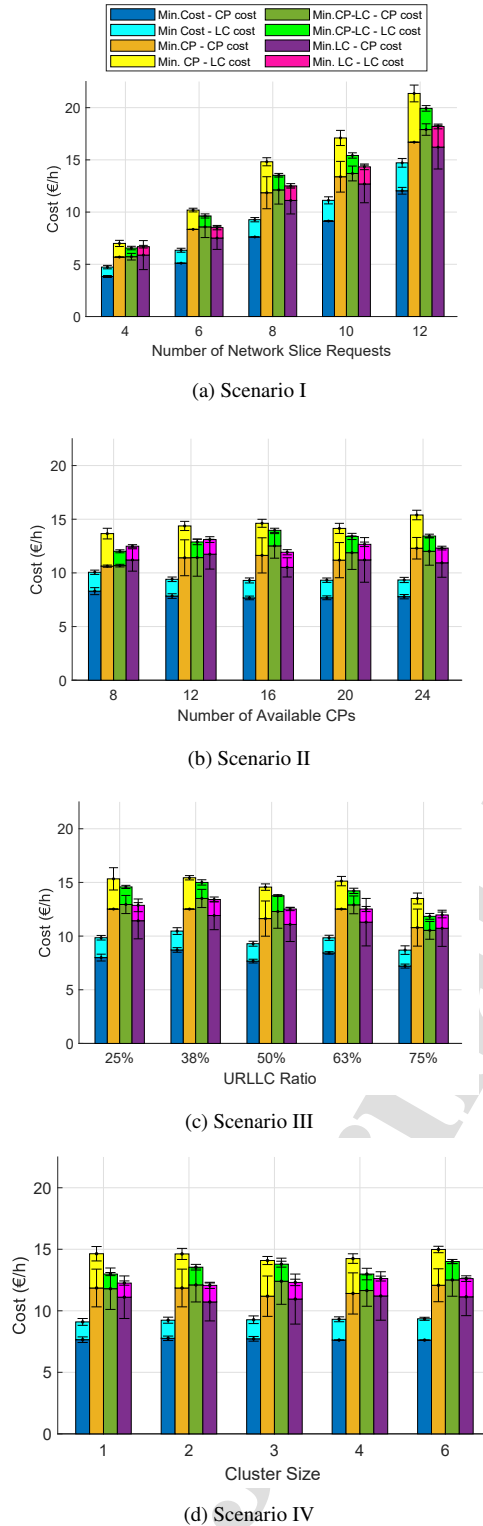 Min.Cost - CP cost
Min Cost - LC cost
Min.CP - CP cost
Min. CP - LC cost
Min.CP-LC - CP cost
Min.CP-LC - LC cost
Min.LC - CP cost
Min. LC - LC cost
Cost (€/h)
20
15
10
5
0
4 6 8 10 12
Number of Network Slice Requests
(a) Scenario I
Cost (€/h)
20
15
10
5
0
8 12 16 20 24
Number of Available CPs
(b) Scenario II
Cost (€/h)
20
15
10
5
0
25% 38% 50% 63% 75%
URLLC Ratio
(c) Scenario III
Cost (€/h)
20
15
10
5
0
1 2 3 4 6
Cluster Size
(d) Scenario IV